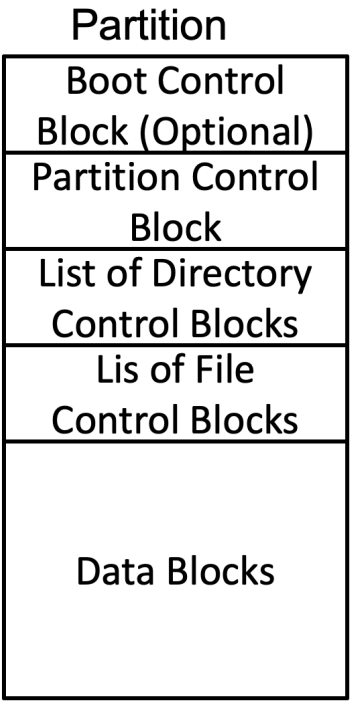 Partition
Boot Control
Block (Optional)
Partition Control
Block
List of Directory
Control Blocks
Lis of File
Control Blocks
Data Blocks